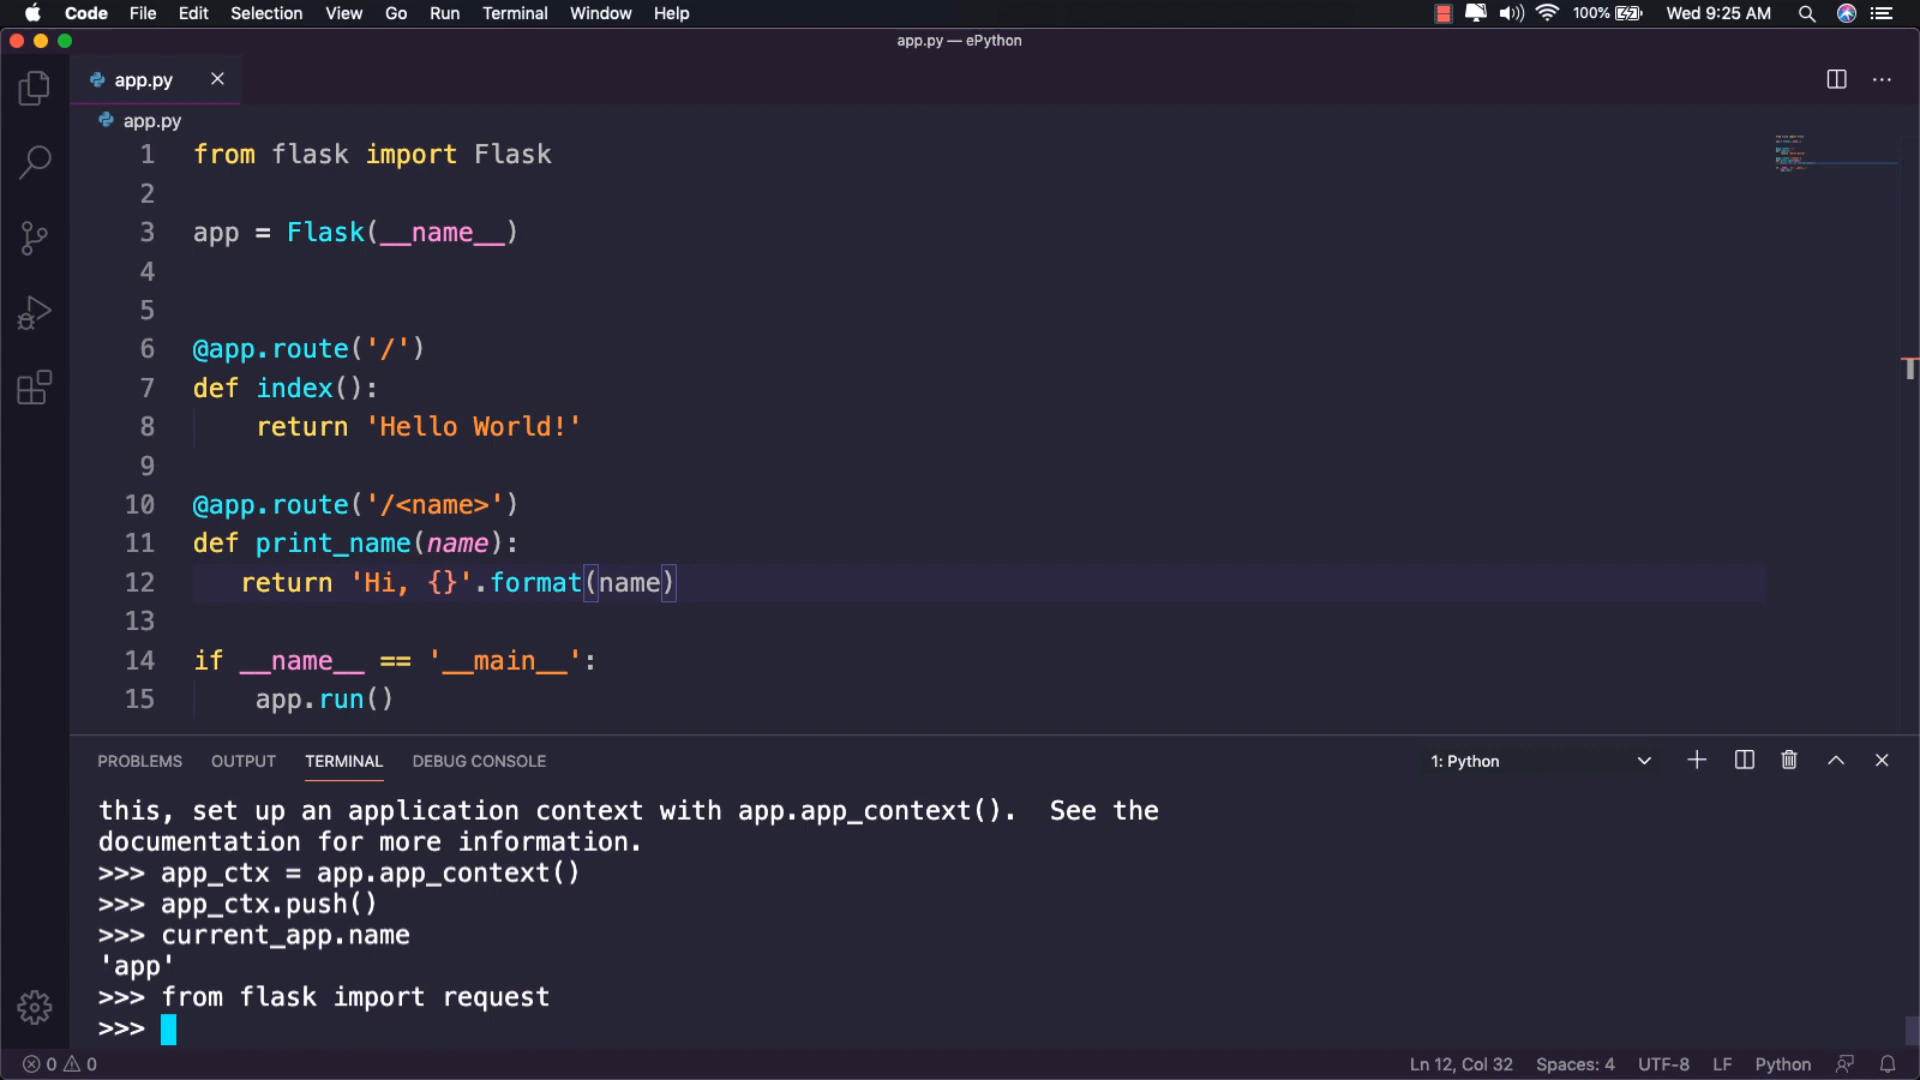 Code File Edit Selection View Go Run Terminal Window Help 100% Wed 9:25 AM
app.py — ePython
app.py
app.py
1 from flask import Flask
2
3 app = Flask(__name__)
4
5
6 @app.route('/')
7 def index():
8 return 'Hello World!'
9
10 @app.route('/<name>')
11 def print_name(name):
12 return 'Hi, {}'.format(name)
13
14 if __name__ == '__main__':
15 app.run()
PROBLEMS OUTPUT TERMINAL DEBUG CONSOLE 1: Python
this, set up an application context with app.app_context().  See the
documentation for more information.
>>> app_ctx = app.app_context()
>>> app_ctx.push()
>>> current_app.name
'app'
>>> from flask import request
>>>
0 0 Ln 12, Col 32 Spaces: 4 UTF-8 LF Python